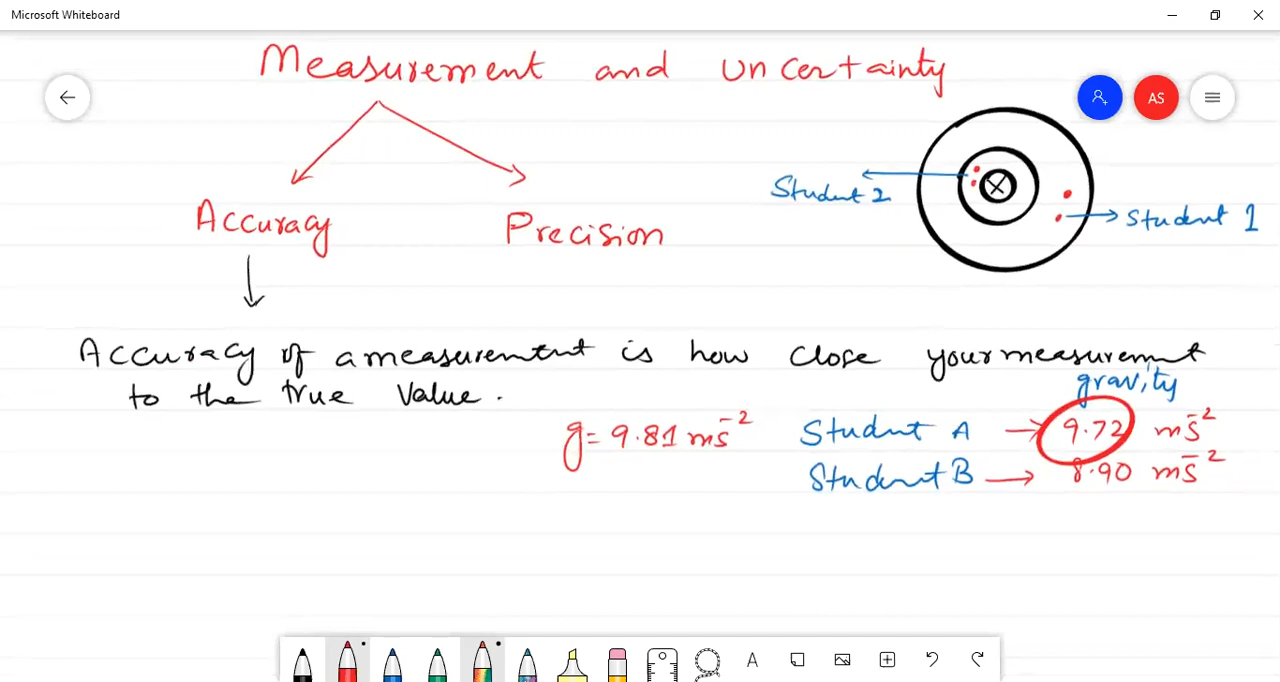 Microsoft Whiteboard
Measurement and uncertainty
AS
Student 2
Student 1
Accuracy
Precision
Accuracy of a measurement is how close your measurement
to the true value.
gravity
g = 9.81 ms⁻² Student A → 9.72 ms⁻²
Student B → 8.90 ms⁻²
A